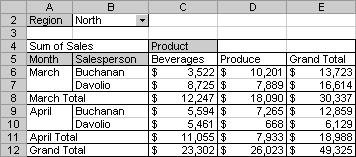 A B C D E
2 Region North
3
4 Sum of Sales Product
5 Month Salesperson Beverages Produce Grand Total
6 March Buchanan $ 3,522 $ 10,201 $ 13,723
7 Davolio $ 8,725 $ 7,889 $ 16,614
8 March Total $ 12,247 $ 18,090 $ 30,337
9 April Buchanan $ 5,594 $ 7,265 $ 12,859
10 Davolio $ 5,461 $ 668 $ 6,129
11 April Total $ 11,055 $ 7,933 $ 18,988
12 Grand Total $ 23,302 $ 26,023 $ 49,325